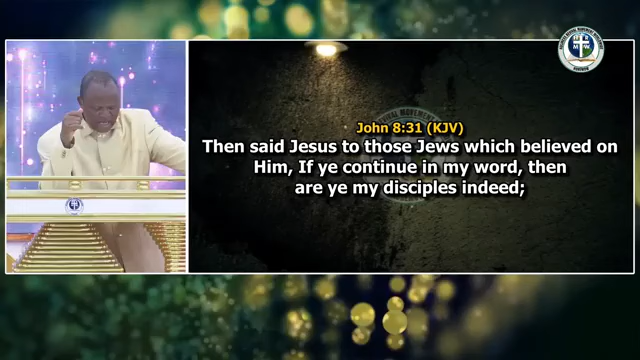 John 8:31 (KJV)
Then said Jesus to those Jews which believed on
Him, If ye continue in my word, then
are ye my disciples indeed;